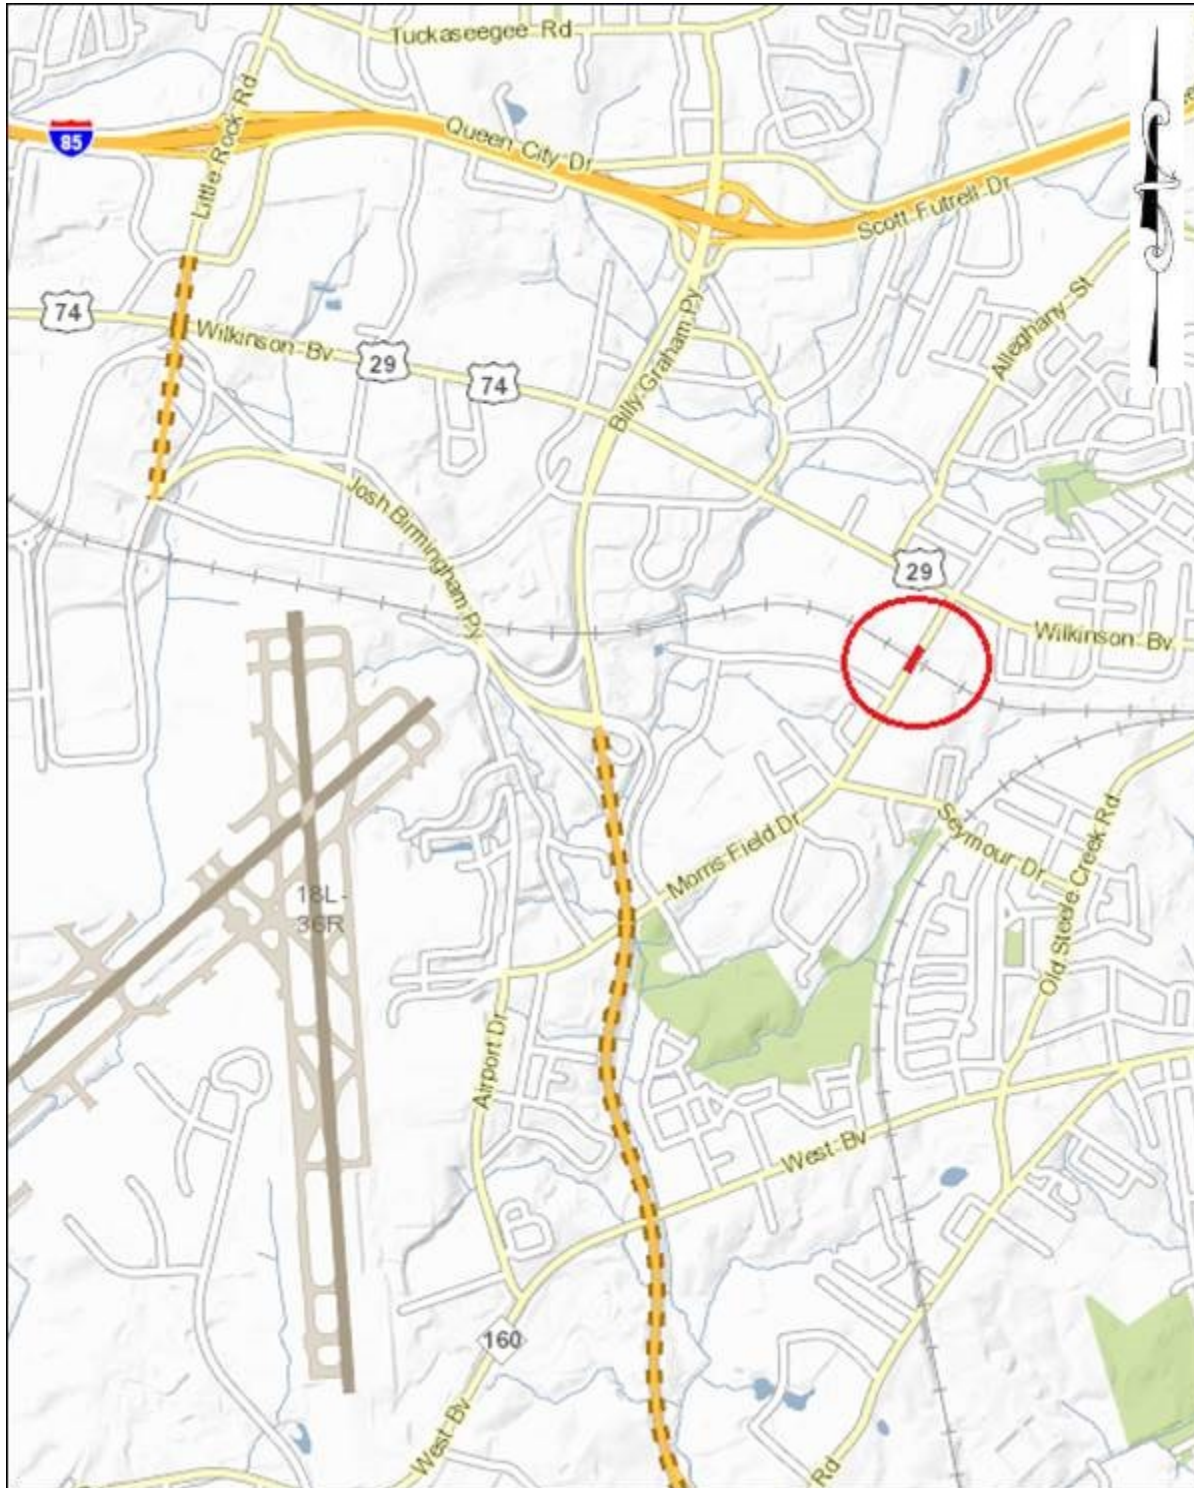 Tuckaseegee Rd
Little Rock Rd
85
Queen City Dr
Scott Futrell Dr
74
Wilkinson Bv
29
74
Billy Graham Py
Alleghany St
Josh Birmingham Py
29
Wilkinson Bv
18L-
36R
Morris Field Dr
Seymour Dr
Old Steele Creek Rd
Airport Dr
West Bv
160
West Bv
Rd